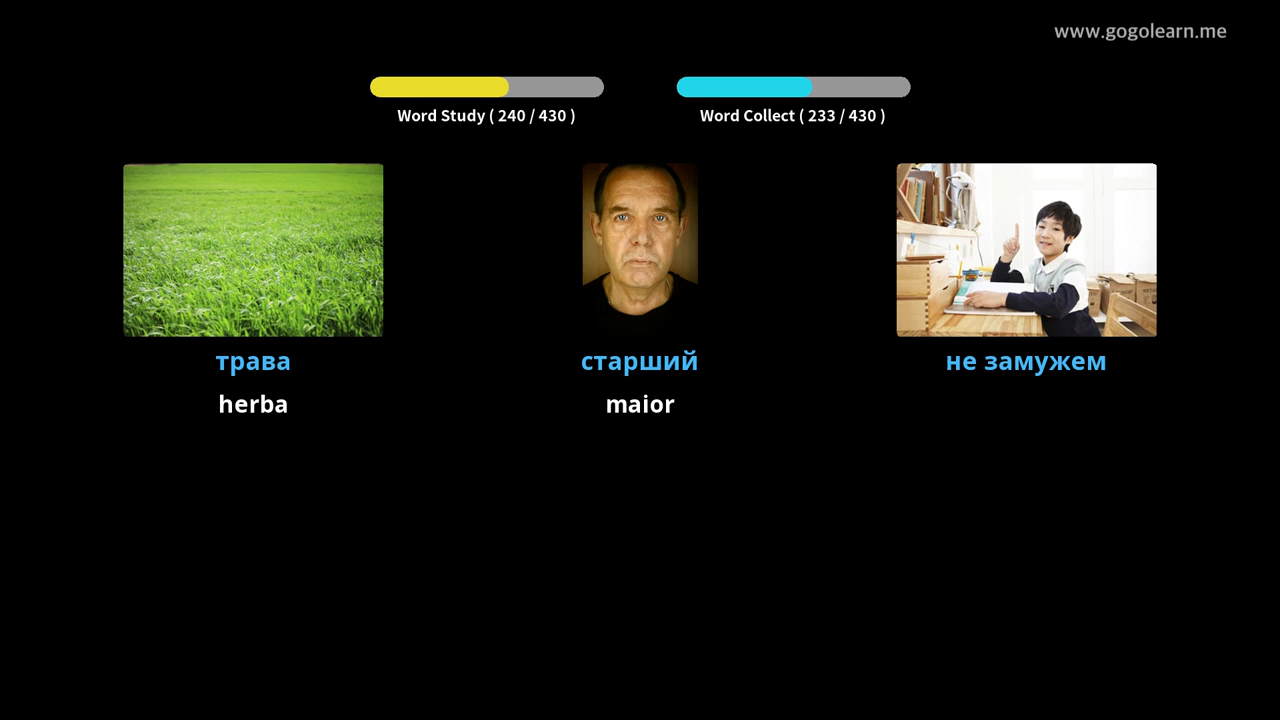 www.gogolearn.me
Word Study ( 240 / 430 )
Word Collect ( 233 / 430 )
трава
старший
не замужем
herba
maior